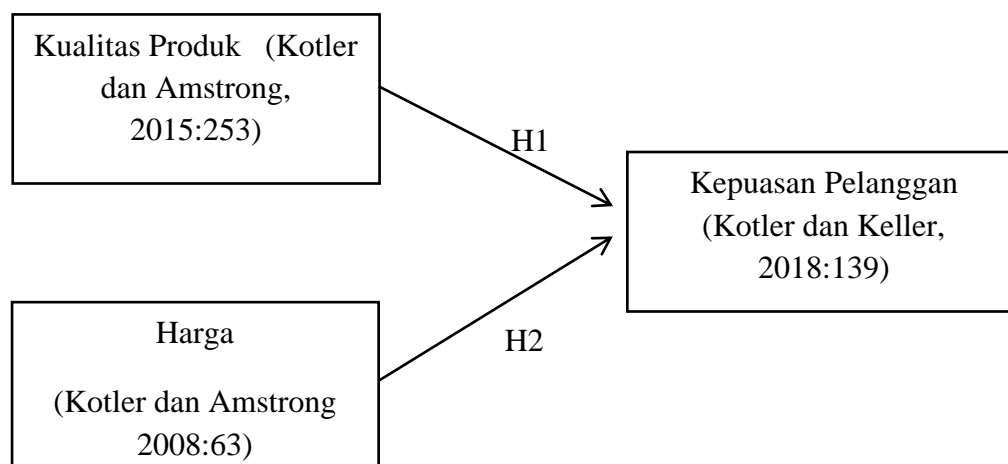 Kualitas Produk (Kotler
dan Amstrong,
2015:253)
H1
Kepuasan Pelanggan
(Kotler dan Keller,
2018:139)
Harga
(Kotler dan Amstrong
2008:63)
H2